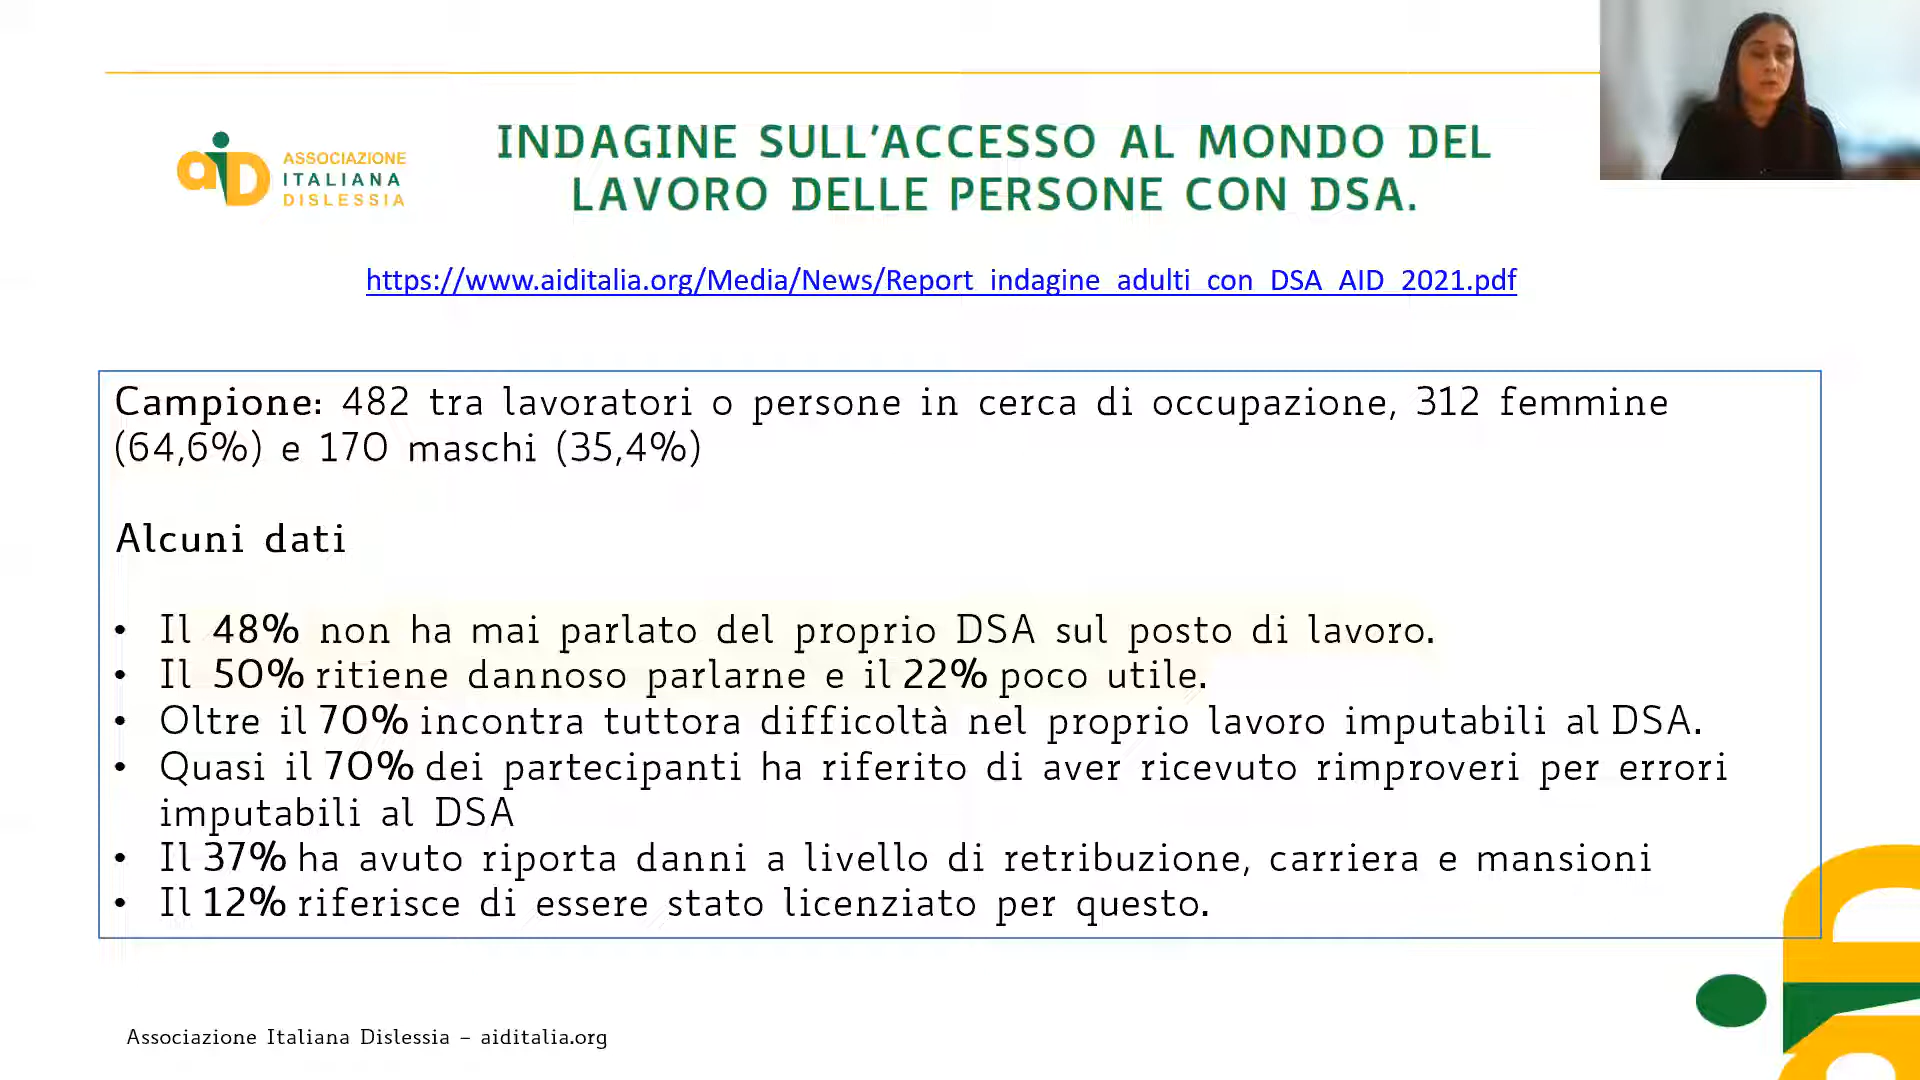 aiD ASSOCIAZIONE
ITALIANA
DISLESSIA
INDAGINE SULL'ACCESSO AL MONDO DEL
LAVORO DELLE PERSONE CON DSA.
https://www.aiditalia.org/Media/News/Report_indagine_adulti_con_DSA_AID_2021.pdf
Campione: 482 tra lavoratori o persone in cerca di occupazione, 312 femmine
(64,6%) e 170 maschi (35,4%)
Alcuni dati
• Il 48% non ha mai parlato del proprio DSA sul posto di lavoro.
• Il 50% ritiene dannoso parlarne e il 22% poco utile.
• Oltre il 70% incontra tuttora difficoltà nel proprio lavoro imputabili al DSA.
• Quasi il 70% dei partecipanti ha riferito di aver ricevuto rimproveri per errori
imputabili al DSA
• Il 37% ha avuto riporta danni a livello di retribuzione, carriera e mansioni
• Il 12% riferisce di essere stato licenziato per questo.
Associazione Italiana Dislessia – aiditalia.org